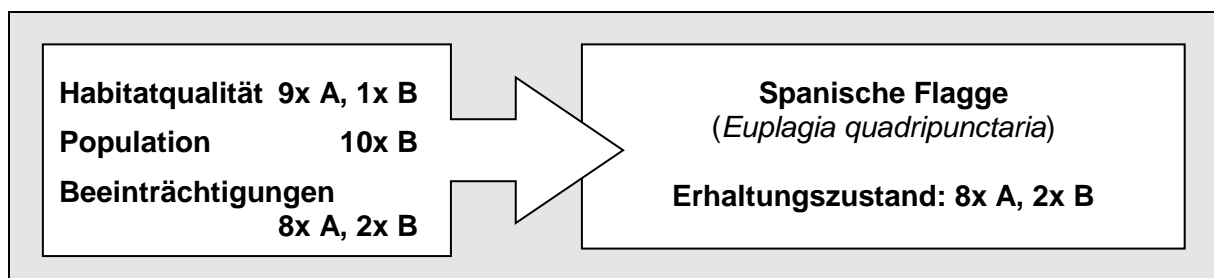 Habitatqualität 9x A, 1x B
Population 10x B
Beeinträchtigungen
8x A, 2x B
Spanische Flagge
(Euplagia quadripunctaria)
Erhaltungszustand: 8x A, 2x B